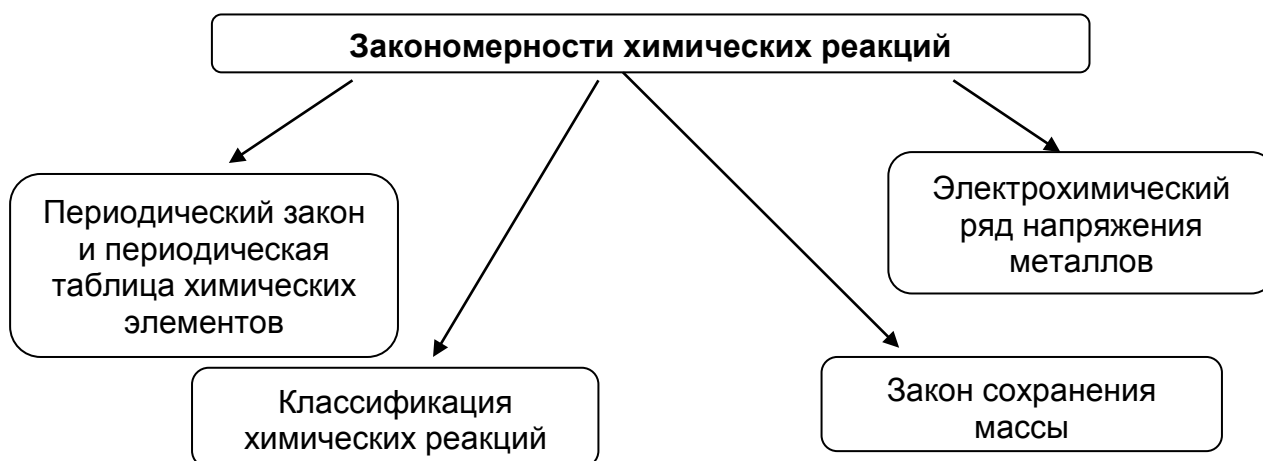 Закономерности химических реакций
Периодический закон
и периодическая
таблица химических
элементов
Электрохимический
ряд напряжения
металлов
Классификация
химических реакций
Закон сохранения
массы